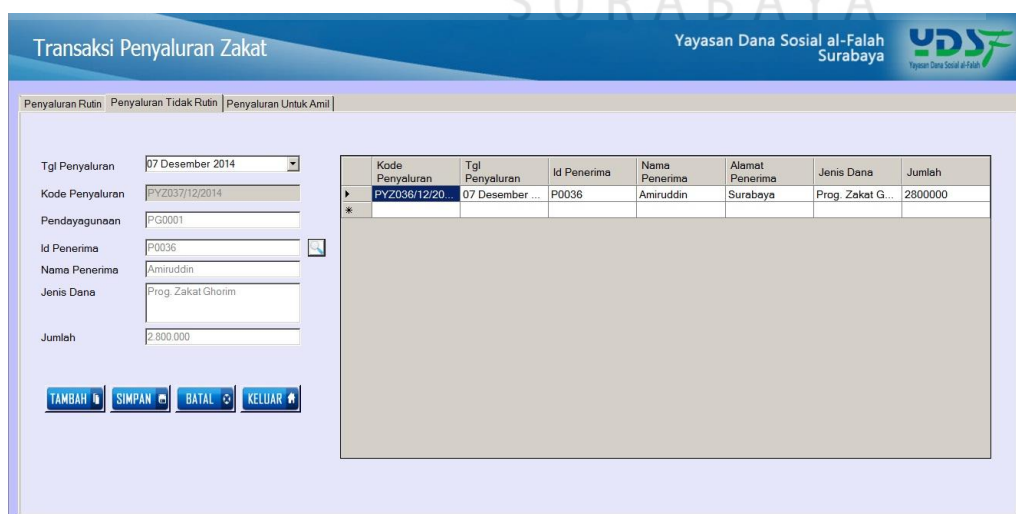 SURABAYA
Transaksi Penyaluran Zakat
Yayasan Dana Sosial al-Falah
Surabaya
YDSF
Yayasan Dana Sosial al-Falah
Penyaluran Rutin Penyaluran Tidak Rutin Penyaluran Untuk Amil
Tgl Penyaluran 07 Desember 2014
Kode Penyaluran PYZ037/12/2014
Pendayagunaan PG0001
Id Penerima P0036
Nama Penerima Amiruddin
Jenis Dana Prog. Zakat Ghorim
Jumlah 2.800.000
TAMBAH SIMPAN BATAL KELUAR
Kode Penyaluran Tgl Penyaluran Id Penerima Nama Penerima Alamat Penerima Jenis Dana Jumlah
PYZ036/12/20... 07 Desember ... P0036 Amiruddin Surabaya Prog. Zakat G... 2800000